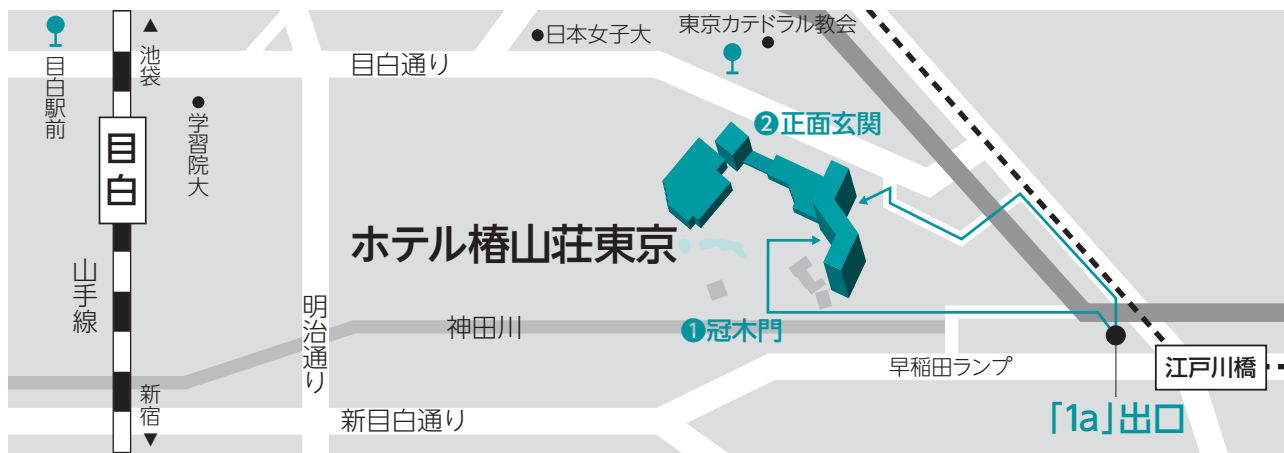 ▲池袋
目白駅前
目白
学習院大
山手線
新宿▼
明治通り
目白通り
●日本女子大
東京カテドラル教会
❷正面玄関
ホテル椿山荘東京
❶冠木門
神田川
新目白通り
早稲田ランプ
江戸川橋
「1a」出口